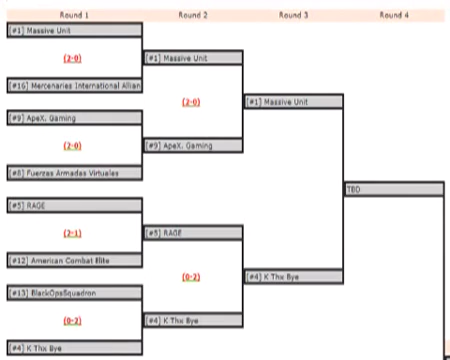 Round 1 Round 2 Round 3 Round 4
[#1] Massive Unit
(2-0)
[#16] Mercenaries International Allian
[#9] ApeX. Gaming
(2-0)
[#8] Fuerzas Armadas Virtuales
[#5] RAGE
(2-1)
[#12] American Combat Elite
[#13] BlackOpsSquadron
(0-2)
[#4] K Thx Bye
[#1] Massive Unit
(2-0)
[#9] ApeX. Gaming
[#5] RAGE
(0-2)
[#4] K Thx Bye
[#1] Massive Unit
[#4] K Thx Bye
TBD